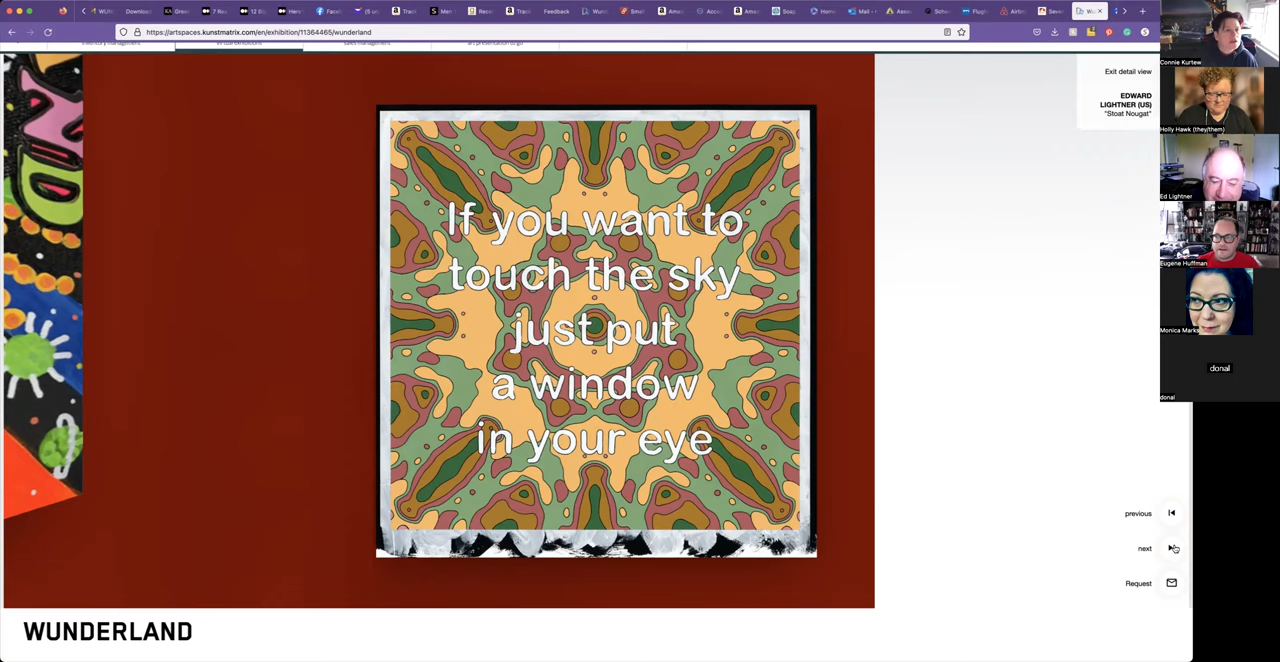 https://artspaces.kunstmatrix.com/en/exhibition/11364465/wunderland
Exit detail view
EDWARD
LIGHTNER (US)
"Stoat Nougat"
If you want to
touch the sky
just put
a window
in your eye
previous
next
Request
WUNDERLAND
Connie Kurtew
Holly Hawk (they/them)
Ed Lightner
Eugene Huffman
Monica Marks
donal
donal